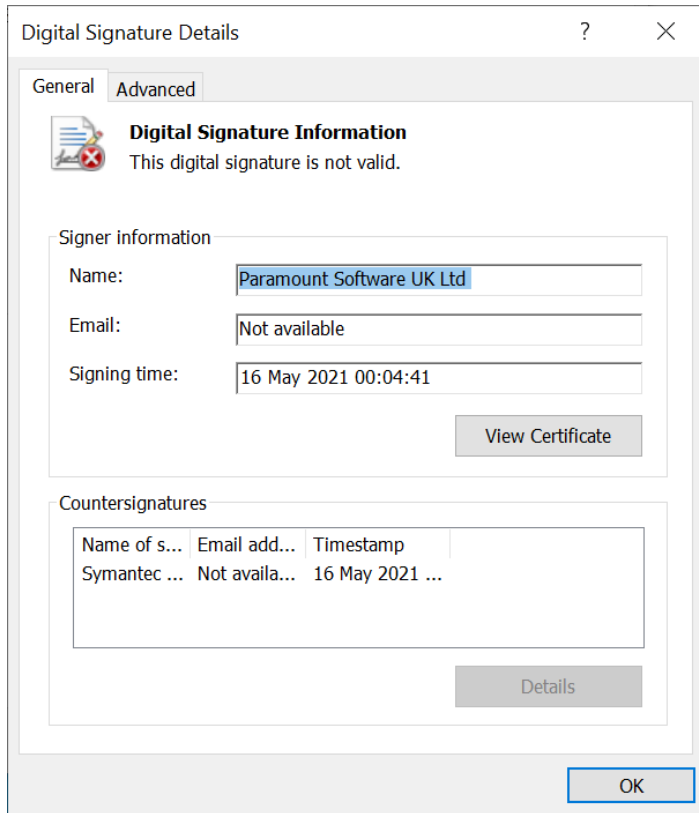 Digital Signature Details ?
General Advanced
Digital Signature Information
This digital signature is not valid.
Signer information
Name: Paramount Software UK Ltd
Email: Not available
Signing time: 16 May 2021 00:04:41
View Certificate
Countersignatures
Name of s... Email add... Timestamp
Symantec ... Not availa... 16 May 2021 ...
Details
OK